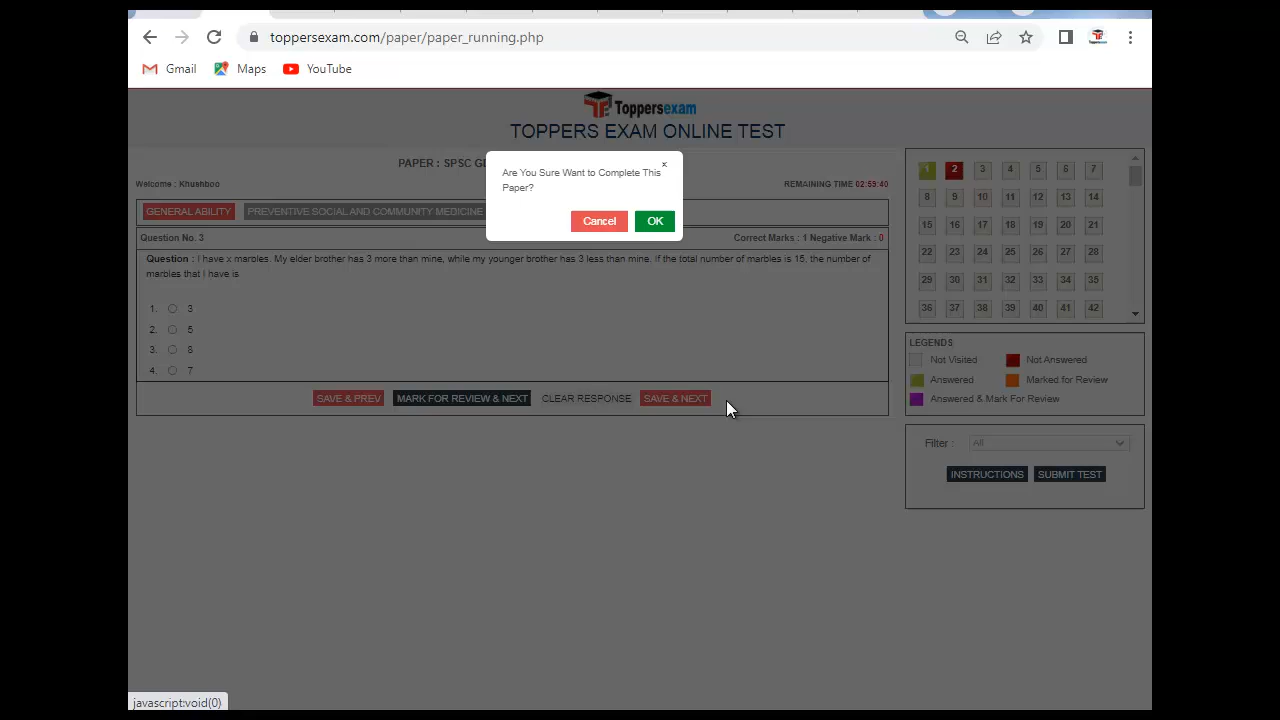 toppersexam.com/paper/paper_running.php
Gmail Maps YouTube
Toppersexam
TOPPERS EXAM ONLINE TEST
PAPER : SPSC GE
Welcome : Khushboo
REMAINING TIME 02:59:40
Are You Sure Want to Complete This
Paper?
x
Cancel OK
GENERAL ABILITY PREVENTIVE SOCIAL AND COMMUNITY MEDICINE
Question No. 3
Correct Marks : 1 Negative Mark : 0
Question : I have x marbles. My elder brother has 3 more than mine, while my younger brother has 3 less than mine. If the total number of marbles is 15, the number of
marbles that I have is
1. 3
2. 5
3. 8
4. 7
SAVE & PREV MARK FOR REVIEW & NEXT CLEAR RESPONSE SAVE & NEXT
1 2 3 4 5 6 7
8 9 10 11 12 13 14
15 16 17 18 19 20 21
22 23 24 25 26 27 28
29 30 31 32 33 34 35
36 37 38 39 40 41 42
LEGENDS
Not Visited Not Answered
Answered Marked for Review
Answered & Mark For Review
Filter : All
INSTRUCTIONS SUBMIT TEST
javascript:void(0)